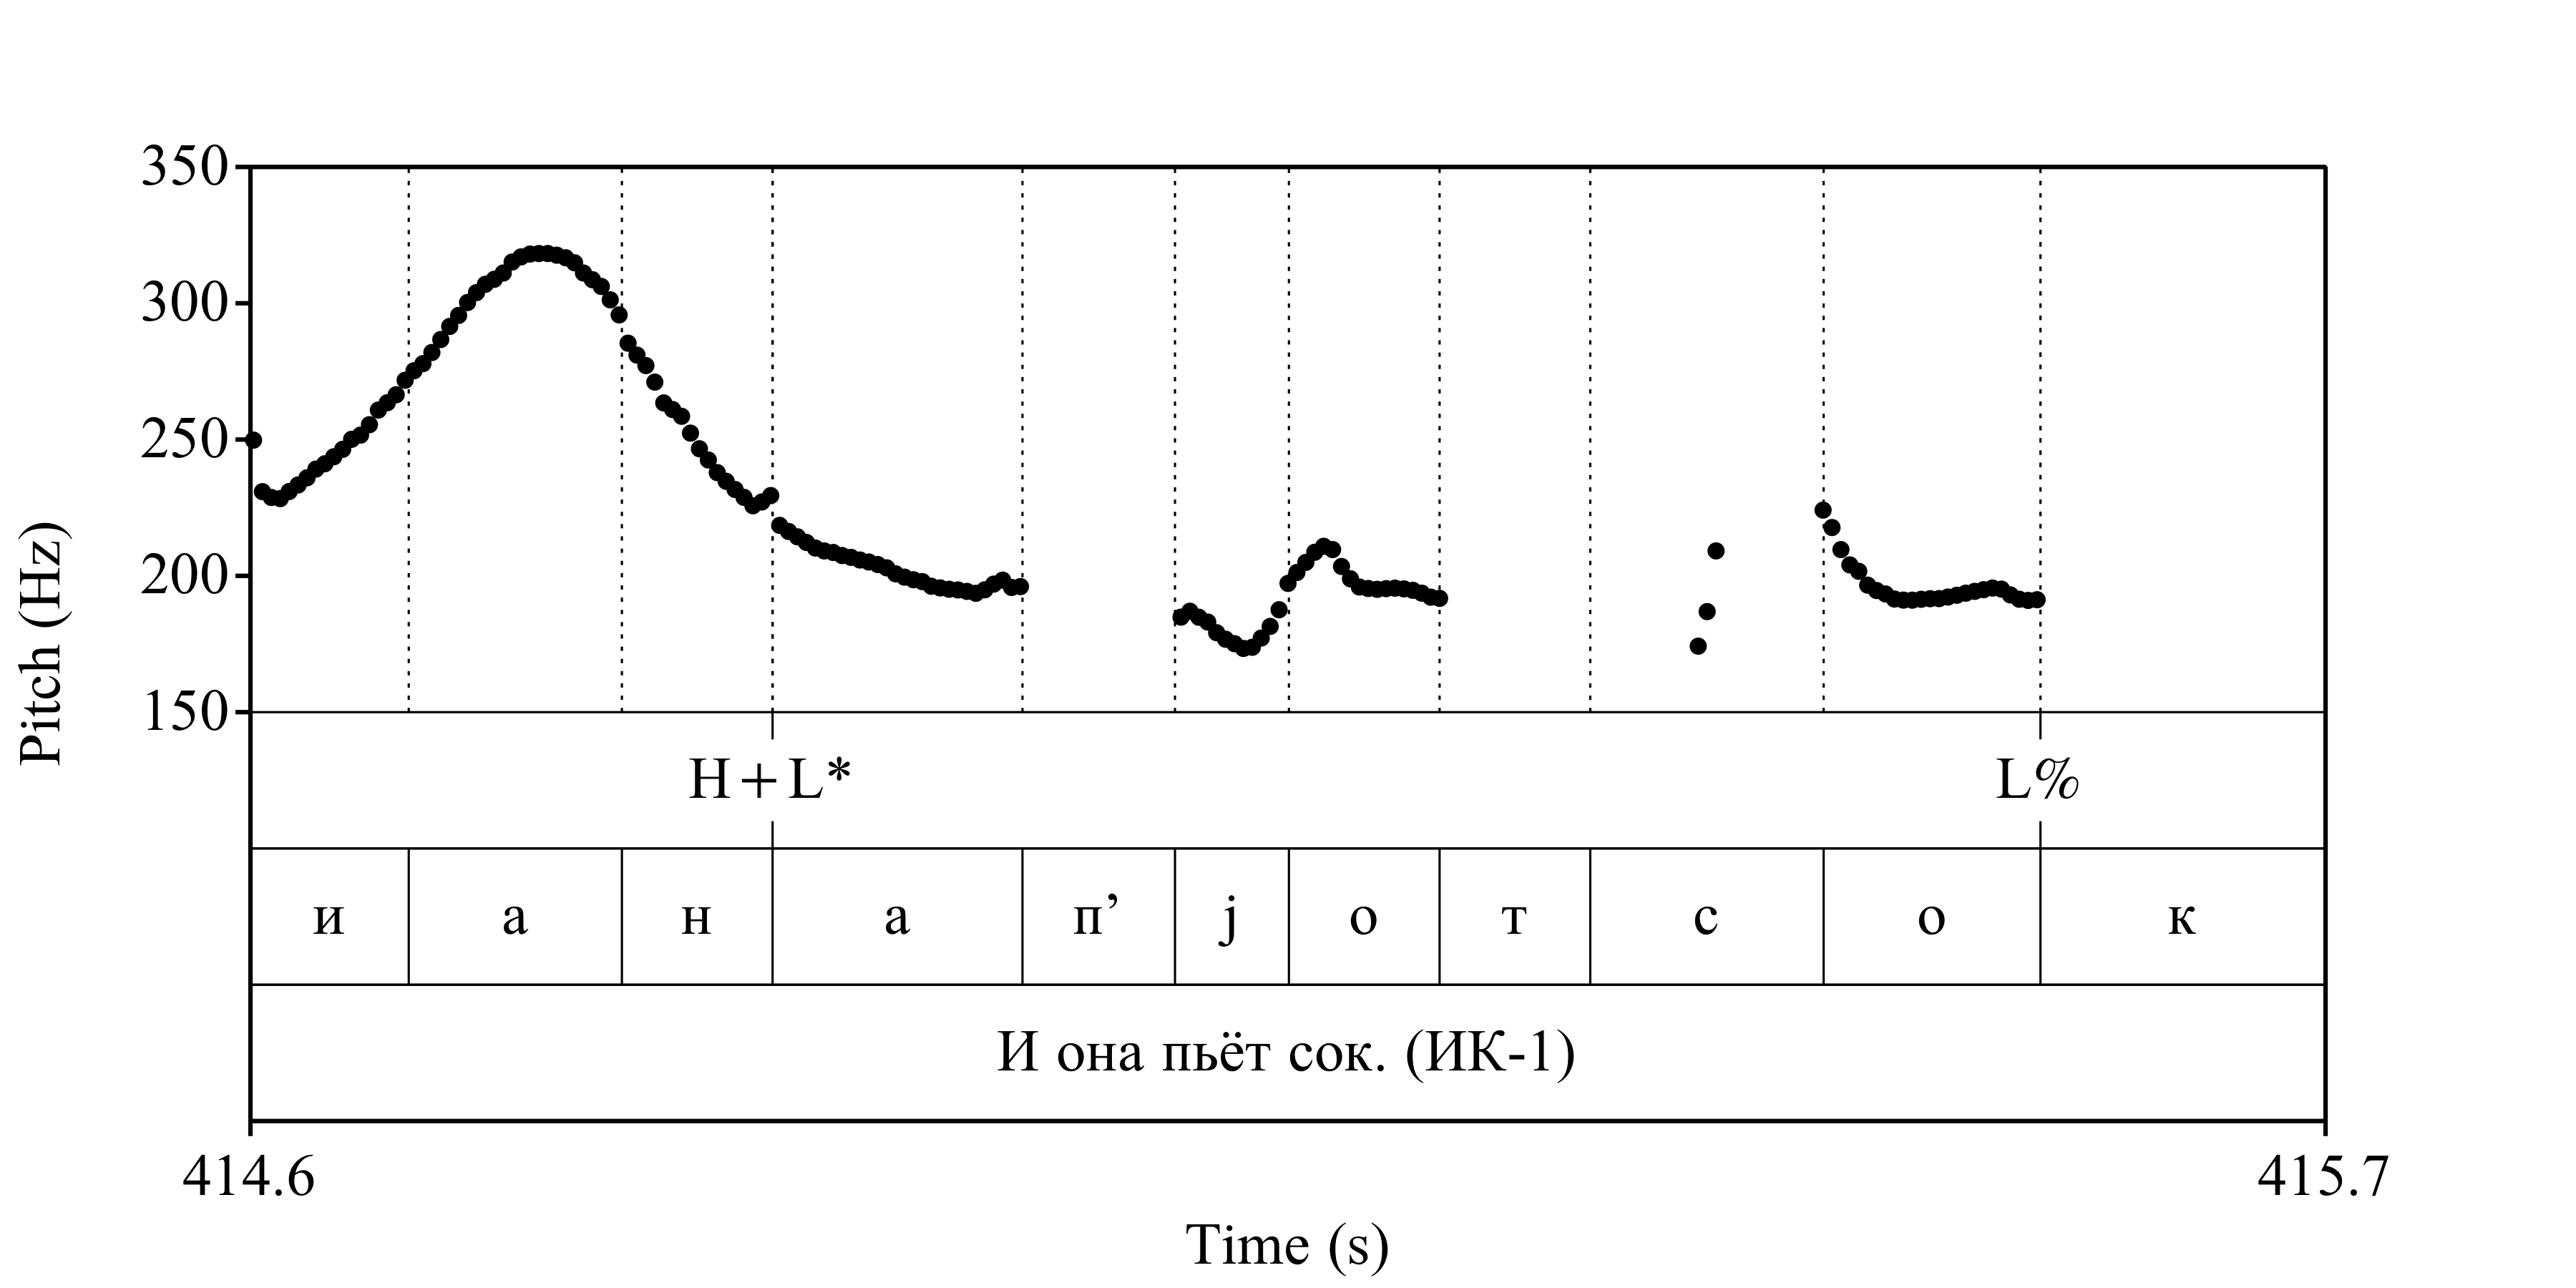 350
300
250
200
150
Pitch (Hz)
H+L* L%
и а н а п’ j о т с о к
И она пьёт сок. (ИК-1)
414.6 415.7
Time (s)